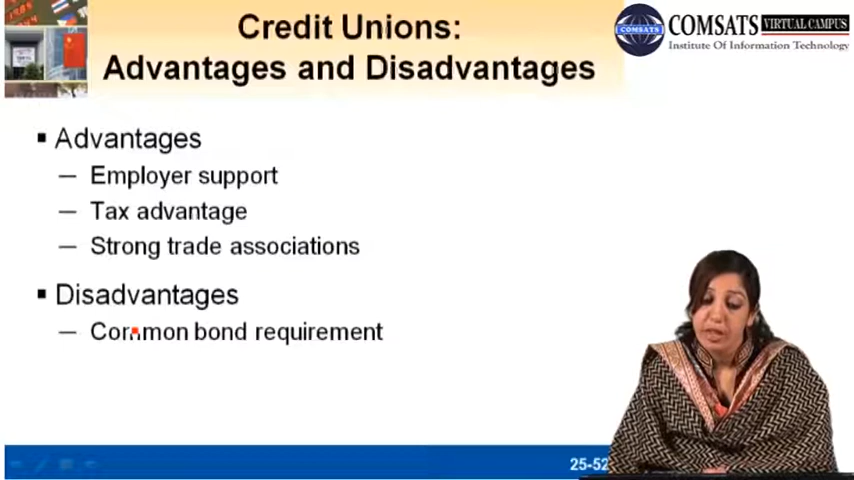 Credit Unions:
Advantages and Disadvantages
COMSATS
COMSATS VIRTUAL CAMPUS
Institute Of Information Technology
▪ Advantages
– Employer support
– Tax advantage
– Strong trade associations
▪ Disadvantages
– Common bond requirement
25-52